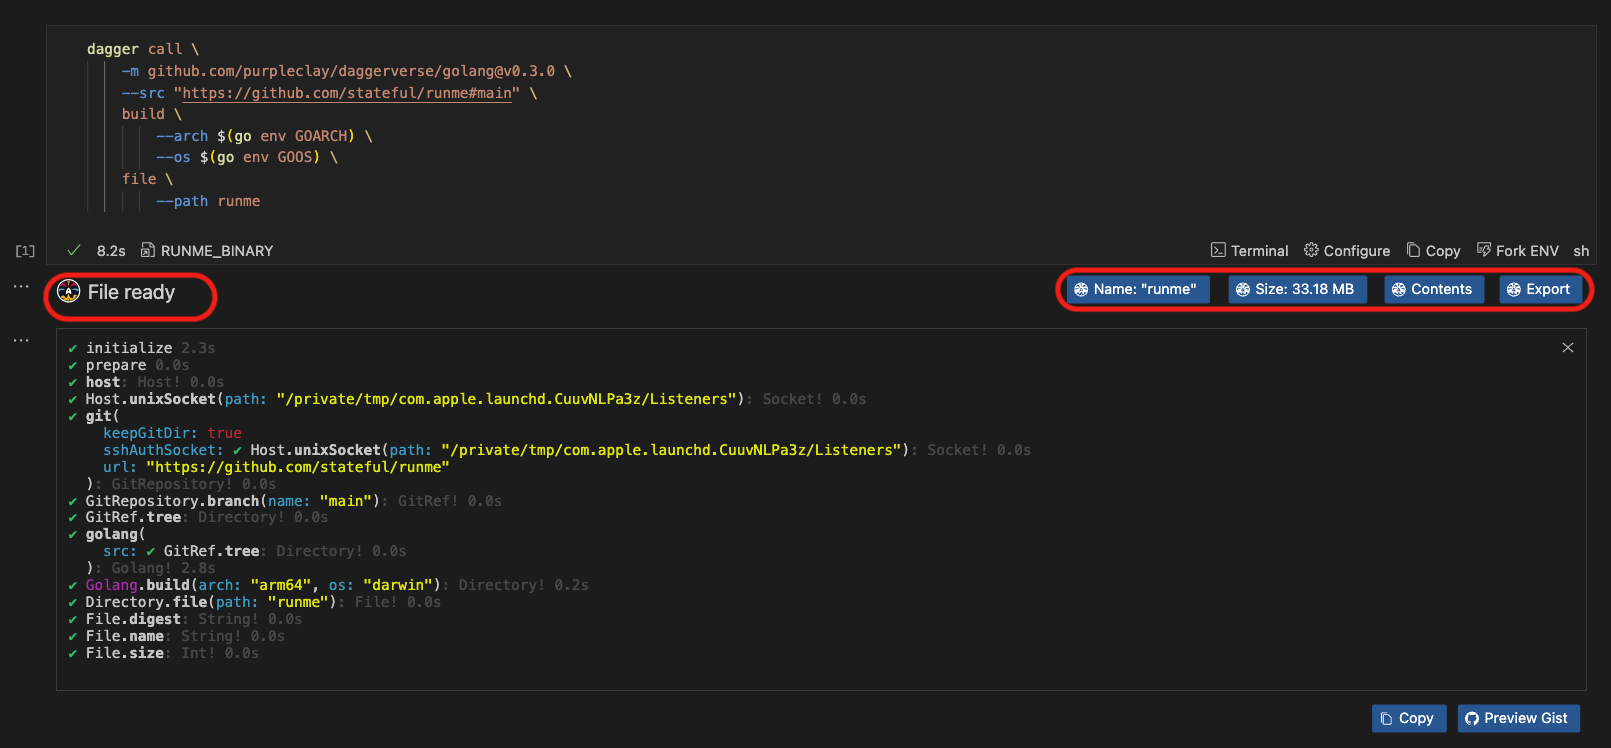 dagger call \
-m github.com/purpleclay/daggerverse/golang@v0.3.0 \
--src "https://github.com/stateful/runme#main" \
build \
--arch $(go env GOARCH) \
--os $(go env GOOS) \
file \
--path runme
[1] ✓ 8.2s RUNME_BINARY Terminal Configure Copy Fork ENV sh
... File ready Name: "runme" Size: 33.18 MB Contents Export
...
✔ initialize 2.3s
✔ prepare 0.0s
✔ host: Host! 0.0s
✔ Host.unixSocket(path: "/private/tmp/com.apple.launchd.CuuvNLPa3z/Listeners"): Socket! 0.0s
✔ git(
keepGitDir: true
sshAuthSocket: ✔ Host.unixSocket(path: "/private/tmp/com.apple.launchd.CuuvNLPa3z/Listeners"): Socket! 0.0s
url: "https://github.com/stateful/runme"
): GitRepository! 0.0s
✔ GitRepository.branch(name: "main"): GitRef! 0.0s
✔ GitRef.tree: Directory! 0.0s
✔ golang(
src: ✔ GitRef.tree: Directory! 0.0s
): Golang! 2.8s
✔ Golang.build(arch: "arm64", os: "darwin"): Directory! 0.2s
✔ Directory.file(path: "runme"): File! 0.0s
✔ File.digest: String! 0.0s
✔ File.name: String! 0.0s
✔ File.size: Int! 0.0s
Copy Preview Gist